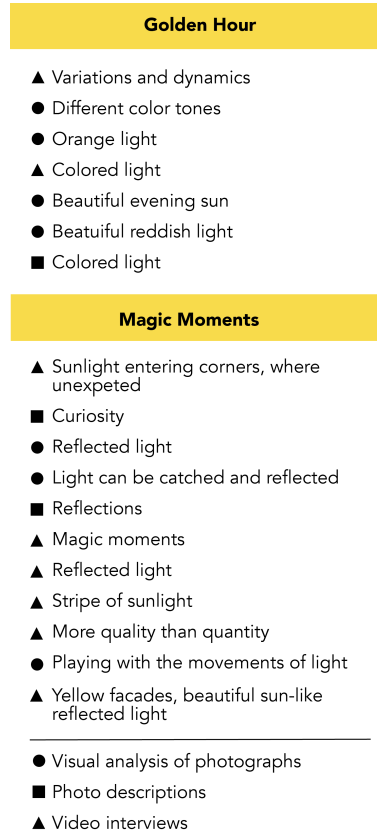 Golden Hour
▲ Variations and dynamics
● Different color tones
● Orange light
▲ Colored light
● Beautiful evening sun
● Beatuiful reddish light
■ Colored light
Magic Moments
▲ Sunlight entering corners, where
unexpeted
■ Curiosity
● Reflected light
● Light can be catched and reflected
■ Reflections
▲ Magic moments
▲ Reflected light
▲ Stripe of sunlight
▲ More quality than quantity
● Playing with the movements of light
▲ Yellow facades, beautiful sun-like
reflected light
● Visual analysis of photographs
■ Photo descriptions
▲ Video interviews